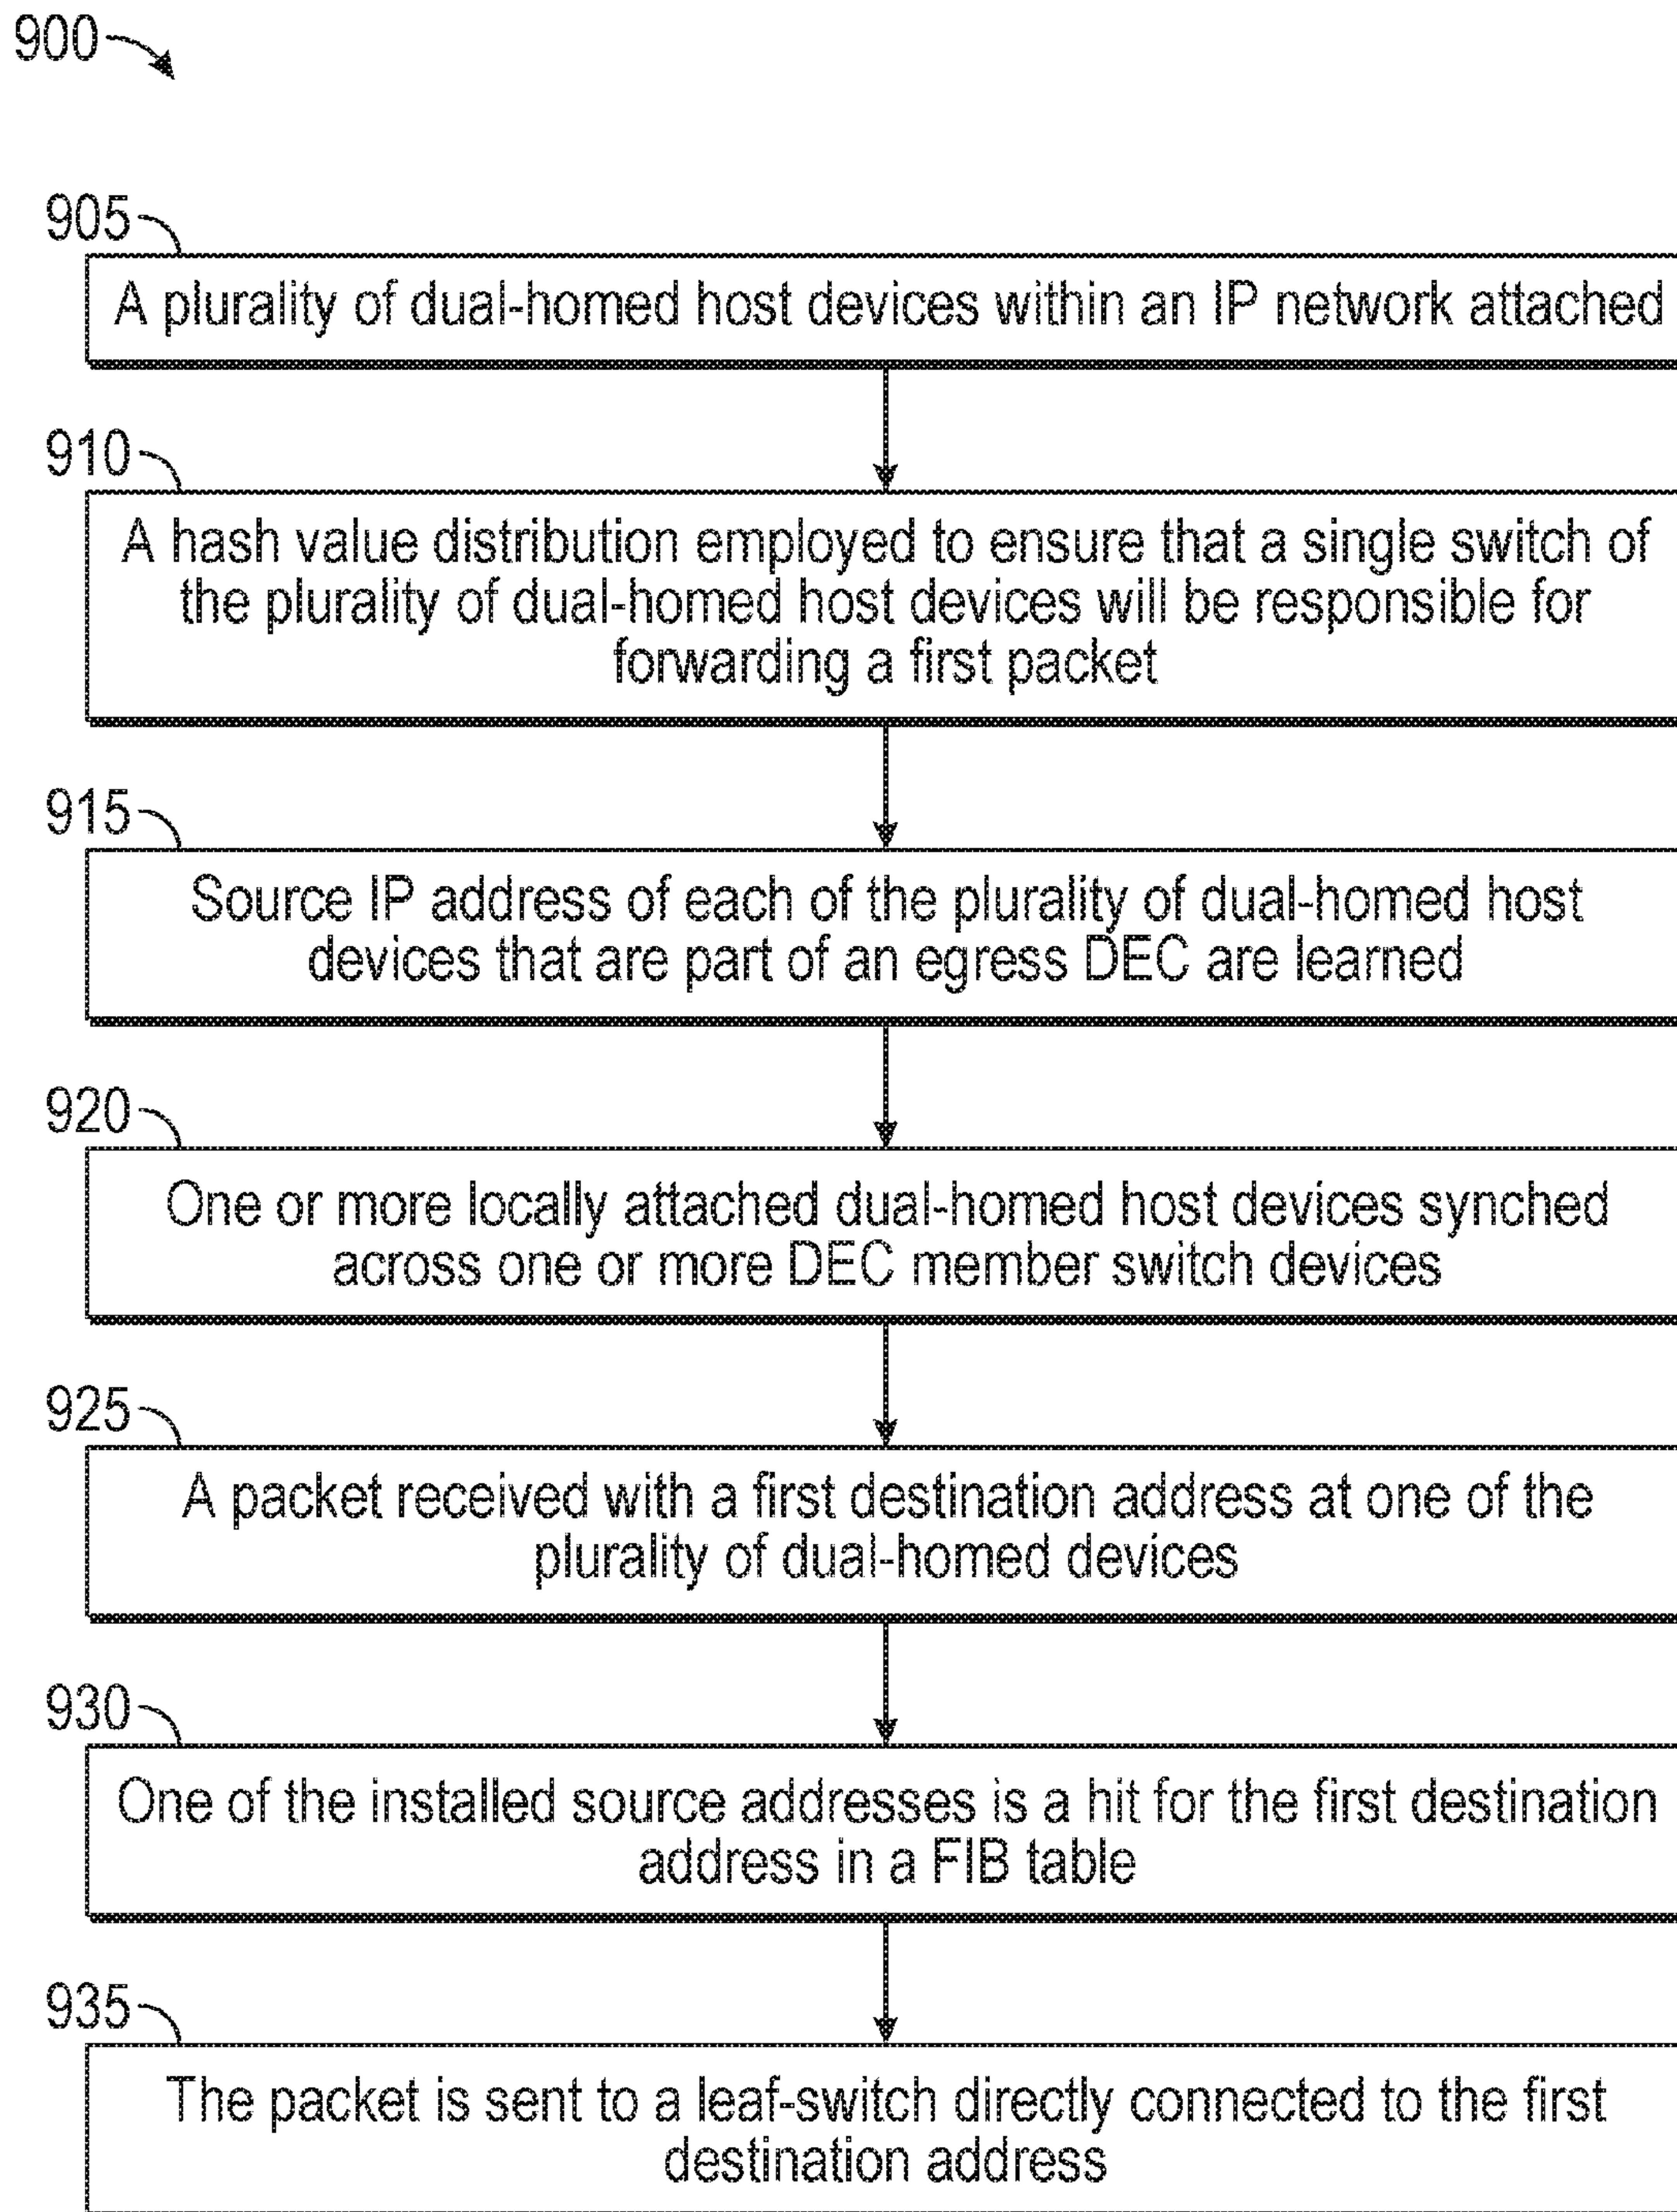 900
905
A plurality of dual-homed host devices within an IP network attached
910
A hash value distribution employed to ensure that a single switch of
the plurality of dual-homed host devices will be responsible for
forwarding a first packet
915
Source IP address of each of the plurality of dual-homed host
devices that are part of an egress DEC are learned
920
One or more locally attached dual-homed host devices synched
across one or more DEC member switch devices
925
A packet received with a first destination address at one of the
plurality of dual-homed devices
930
One of the installed source addresses is a hit for the first destination
address in a FIB table
935
The packet is sent to a leaf-switch directly connected to the first
destination address